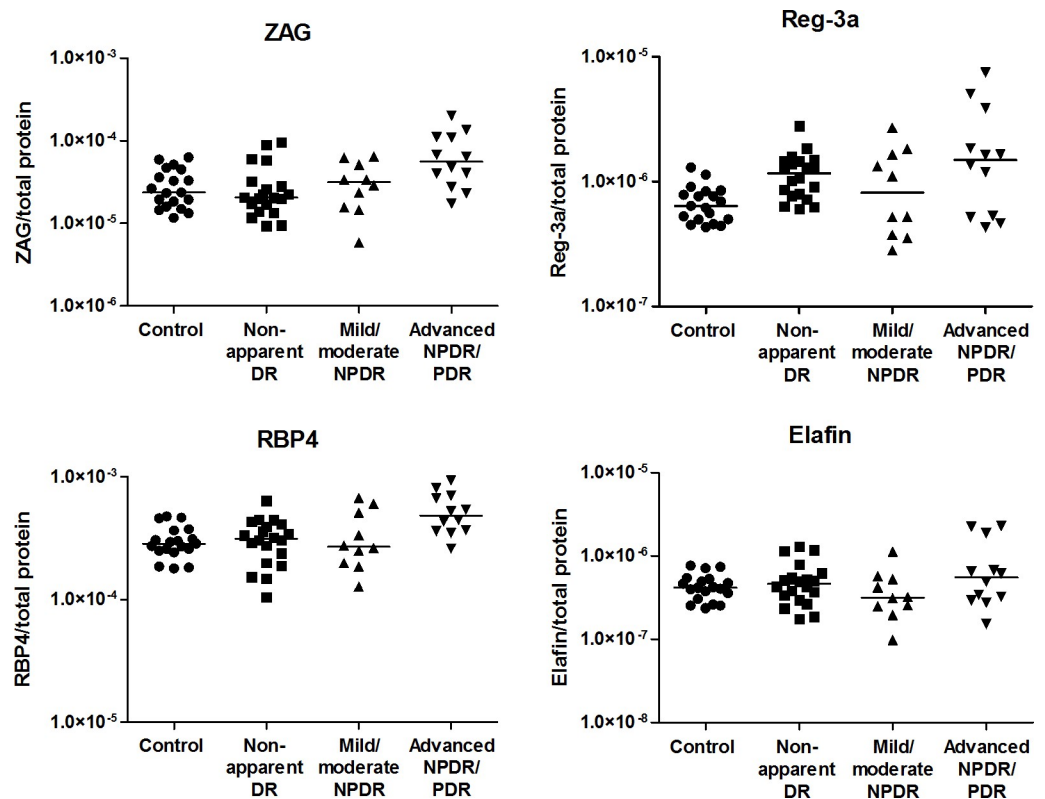 ZAG
ZAG/total protein
1.0×10⁻³
1.0×10⁻⁴
1.0×10⁻⁵
1.0×10⁻⁶
Control
Non-
apparent
DR
Mild/
moderate
NPDR
Advanced
NPDR/
PDR
Reg-3a
Reg-3a/total protein
1.0×10⁻⁵
1.0×10⁻⁶
1.0×10⁻⁷
Control
Non-
apparent
DR
Mild/
moderate
NPDR
Advanced
NPDR/
PDR
RBP4
RBP4/total protein
1.0×10⁻³
1.0×10⁻⁴
1.0×10⁻⁵
Control
Non-
apparent
DR
Mild/
moderate
NPDR
Advanced
NPDR/
PDR
Elafin
Elafin/total protein
1.0×10⁻⁵
1.0×10⁻⁶
1.0×10⁻⁷
1.0×10⁻⁸
Control
Non-
apparent
DR
Mild/
moderate
NPDR
Advanced
NPDR/
PDR